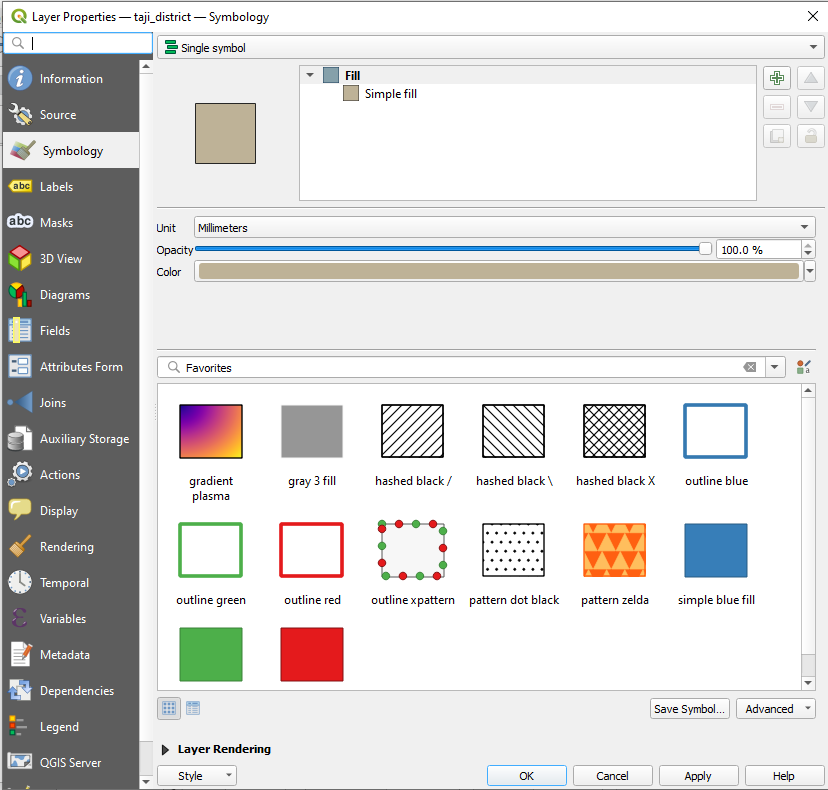 Layer Properties — taji_district — Symbology
Information
Source
Symbology
abc Labels
abc Masks
3D View
Diagrams
Fields
Attributes Form
Joins
Auxiliary Storage
Actions
Display
Rendering
Temporal
Variables
Metadata
Dependencies
Legend
QGIS Server
Single symbol
Fill
Simple fill
Unit Millimeters
Opacity 100.0 %
Color
Favorites
gradient plasma
gray 3 fill
hashed black /
hashed black \
hashed black X
outline blue
outline green
outline red
outline xpattern
pattern dot black
pattern zelda
simple blue fill
Save Symbol...
Advanced
Layer Rendering
Style
OK
Cancel
Apply
Help